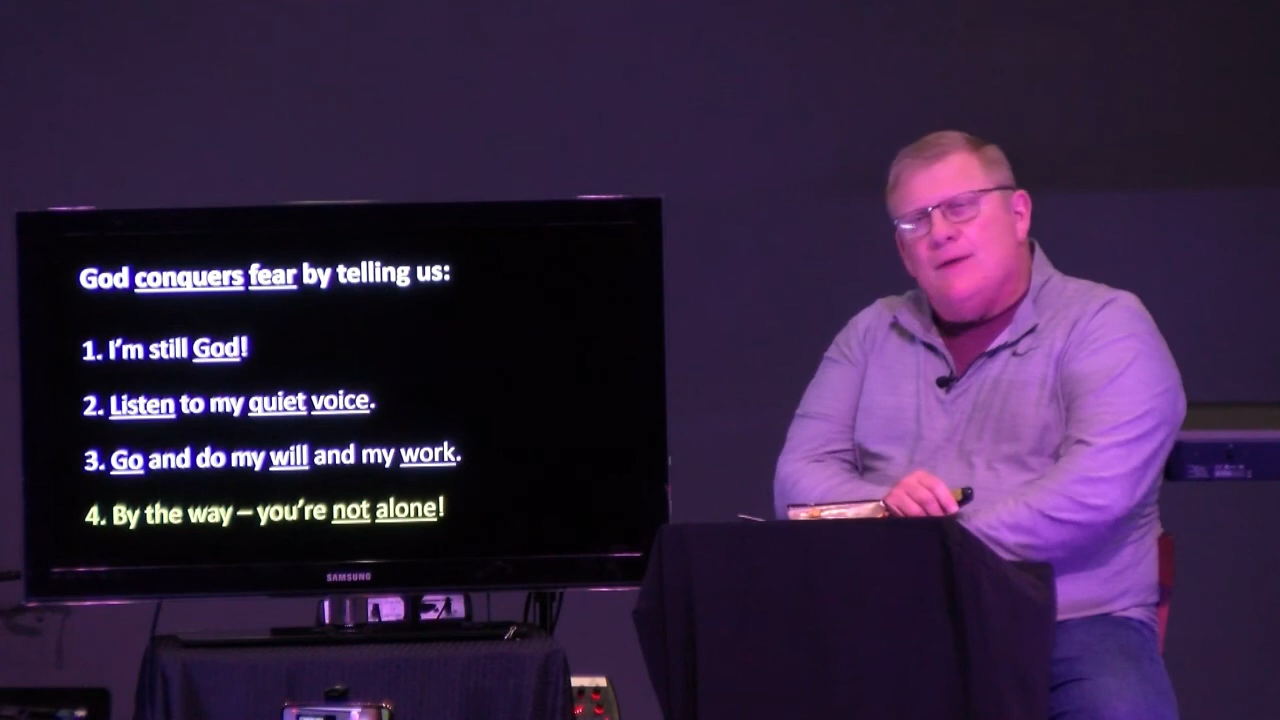 God conquers fear by telling us:
1. I'm still God!
2. Listen to my quiet voice.
3. Go and do my will and my work.
4. By the way – you're not alone!
SAMSUNG